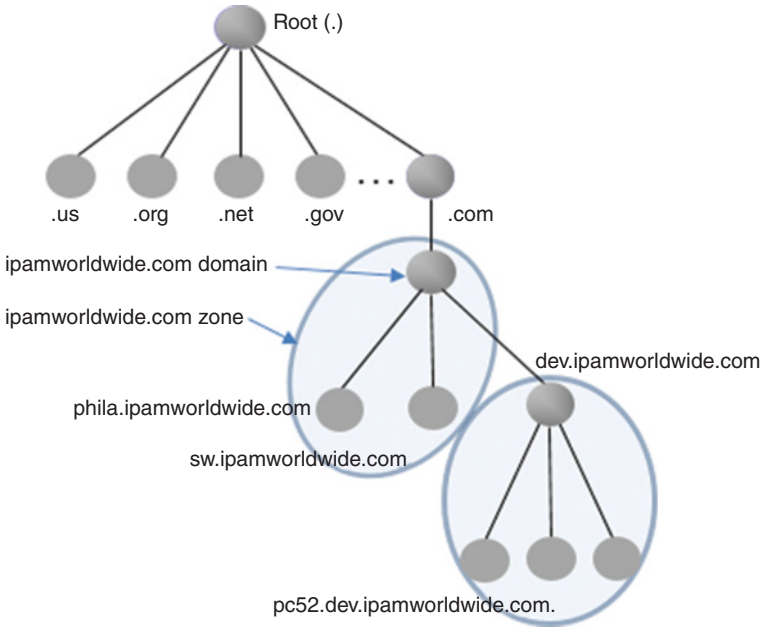 Root (.)
.us .org .net .gov ... .com
ipamworldwide.com domain
ipamworldwide.com zone
dev.ipamworldwide.com
phila.ipamworldwide.com
sw.ipamworldwide.com
pc52.dev.ipamworldwide.com.